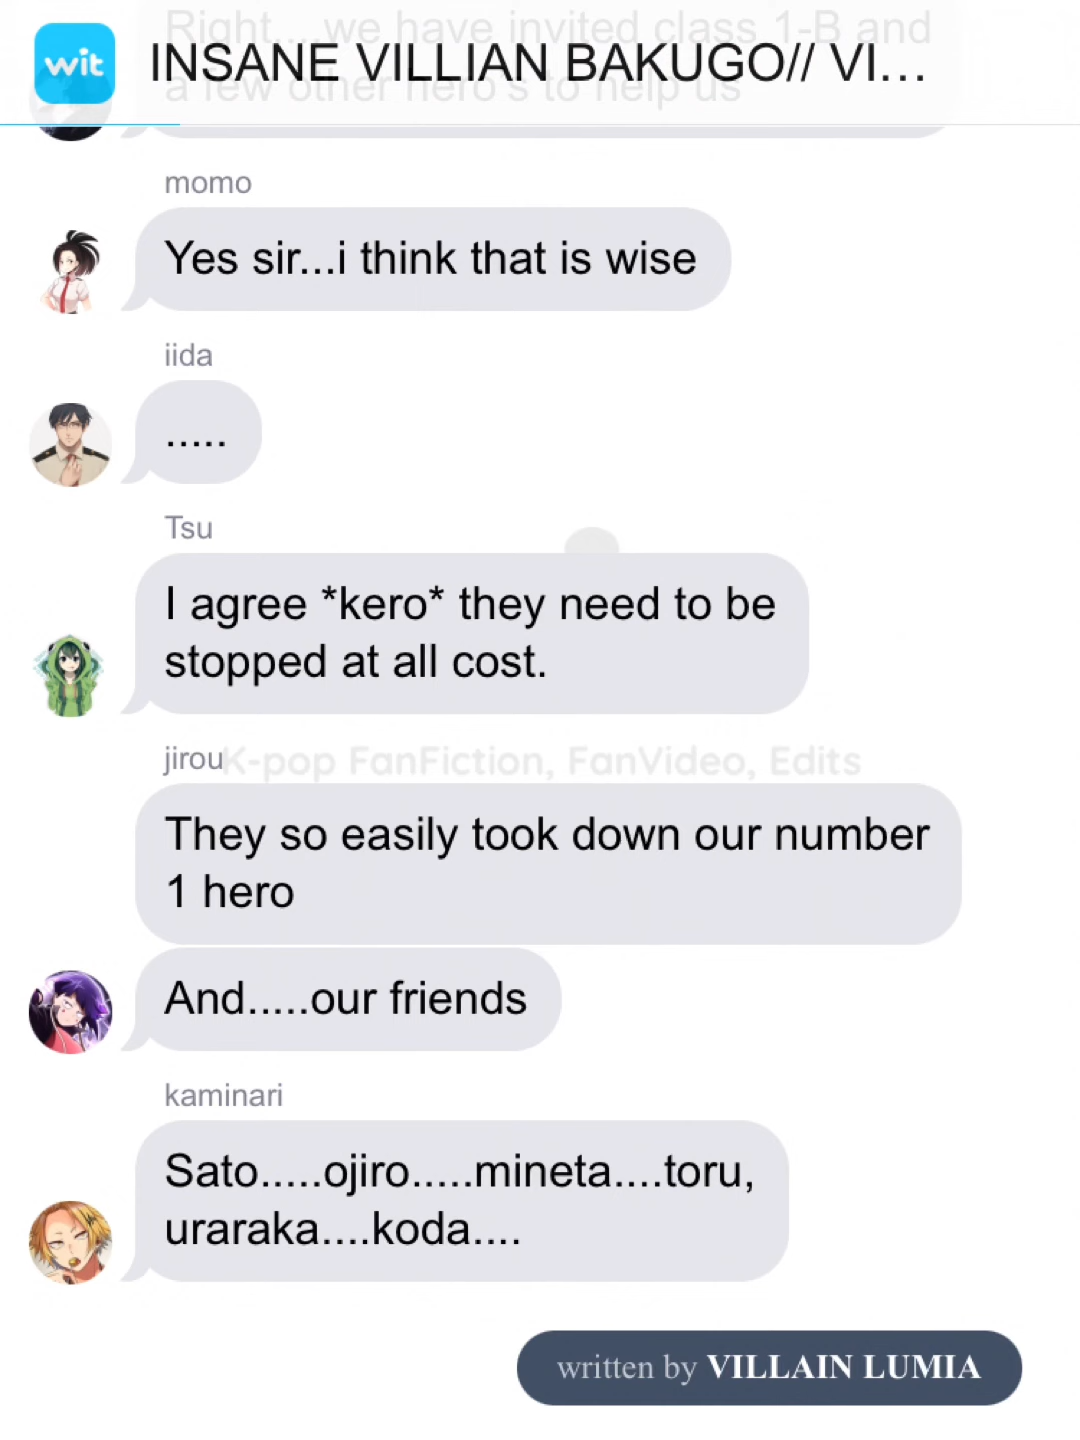 Right....we have invited class 1-B and
wit
INSANE VILLIAN BAKUGO// VI...
a few other hero's to help us
momo
Yes sir...i think that is wise
iida
.....
Tsu
I agree *kero* they need to be
stopped at all cost.
jirou
K-pop FanFiction, FanVideo, Edits
They so easily took down our number
1 hero
And.....our friends
kaminari
Sato.....ojiro.....mineta....toru,
uraraka....koda....
written by VILLAIN LUMIA